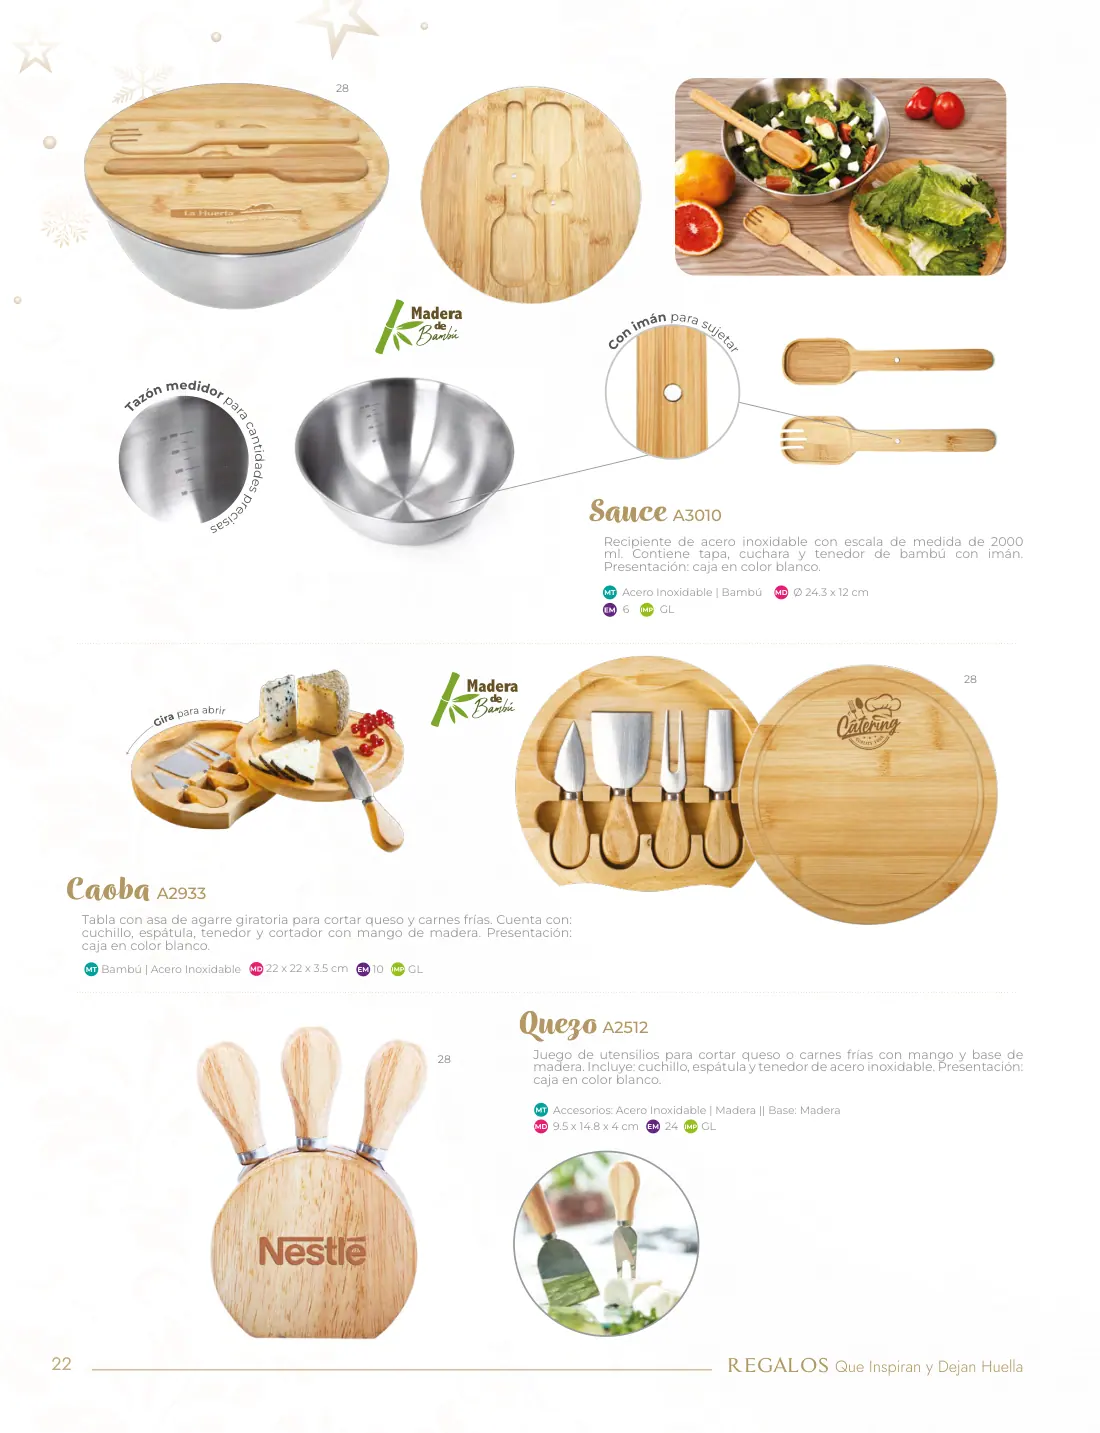 28
La Huerta
Madera
de
Bambú
Con imán para sujetar
Tazón medidor para cantidades precisas
Sauce A3010
Recipiente de acero inoxidable con escala de medida de 2000
ml. Contiene tapa, cuchara y tenedor de bambú con imán.
Presentación: caja en color blanco.
MT Acero Inoxidable | Bambú MD Ø 24.3 x 12 cm
EM 6 IMP GL
Gira para abrir
Madera
de
Bambú
28
Catering
Caoba A2933
Tabla con asa de agarre giratoria para cortar queso y carnes frías. Cuenta con:
cuchillo, espátula, tenedor y cortador con mango de madera. Presentación:
caja en color blanco.
MT Bambú | Acero Inoxidable MD 22 x 22 x 3.5 cm EM 10 IMP GL
28
Nestlé
Quezo A2512
Juego de utensilios para cortar queso o carnes frías con mango y base de
madera. Incluye: cuchillo, espátula y tenedor de acero inoxidable. Presentación:
caja en color blanco.
MT Accesorios: Acero Inoxidable | Madera || Base: Madera
MD 9.5 x 14.8 x 4 cm EM 24 IMP GL
22
REGALOS Que Inspiran y Dejan Huella